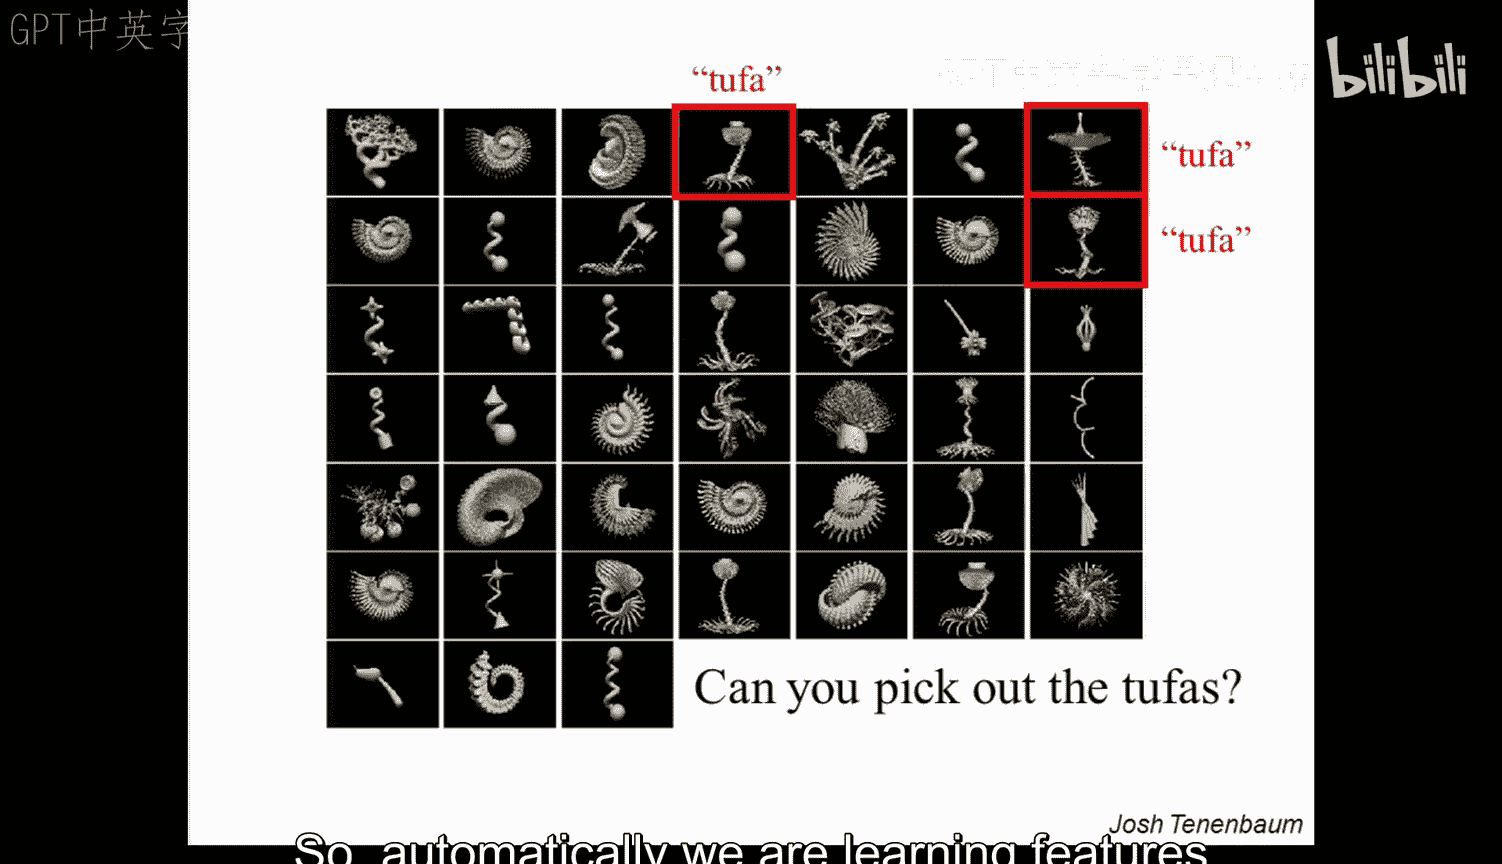 GPT中英字
bilibili
“tufa”
“tufa”
“tufa”
Can you pick out the tufas?
Josh Tenenbaum
So automatically we are learning features